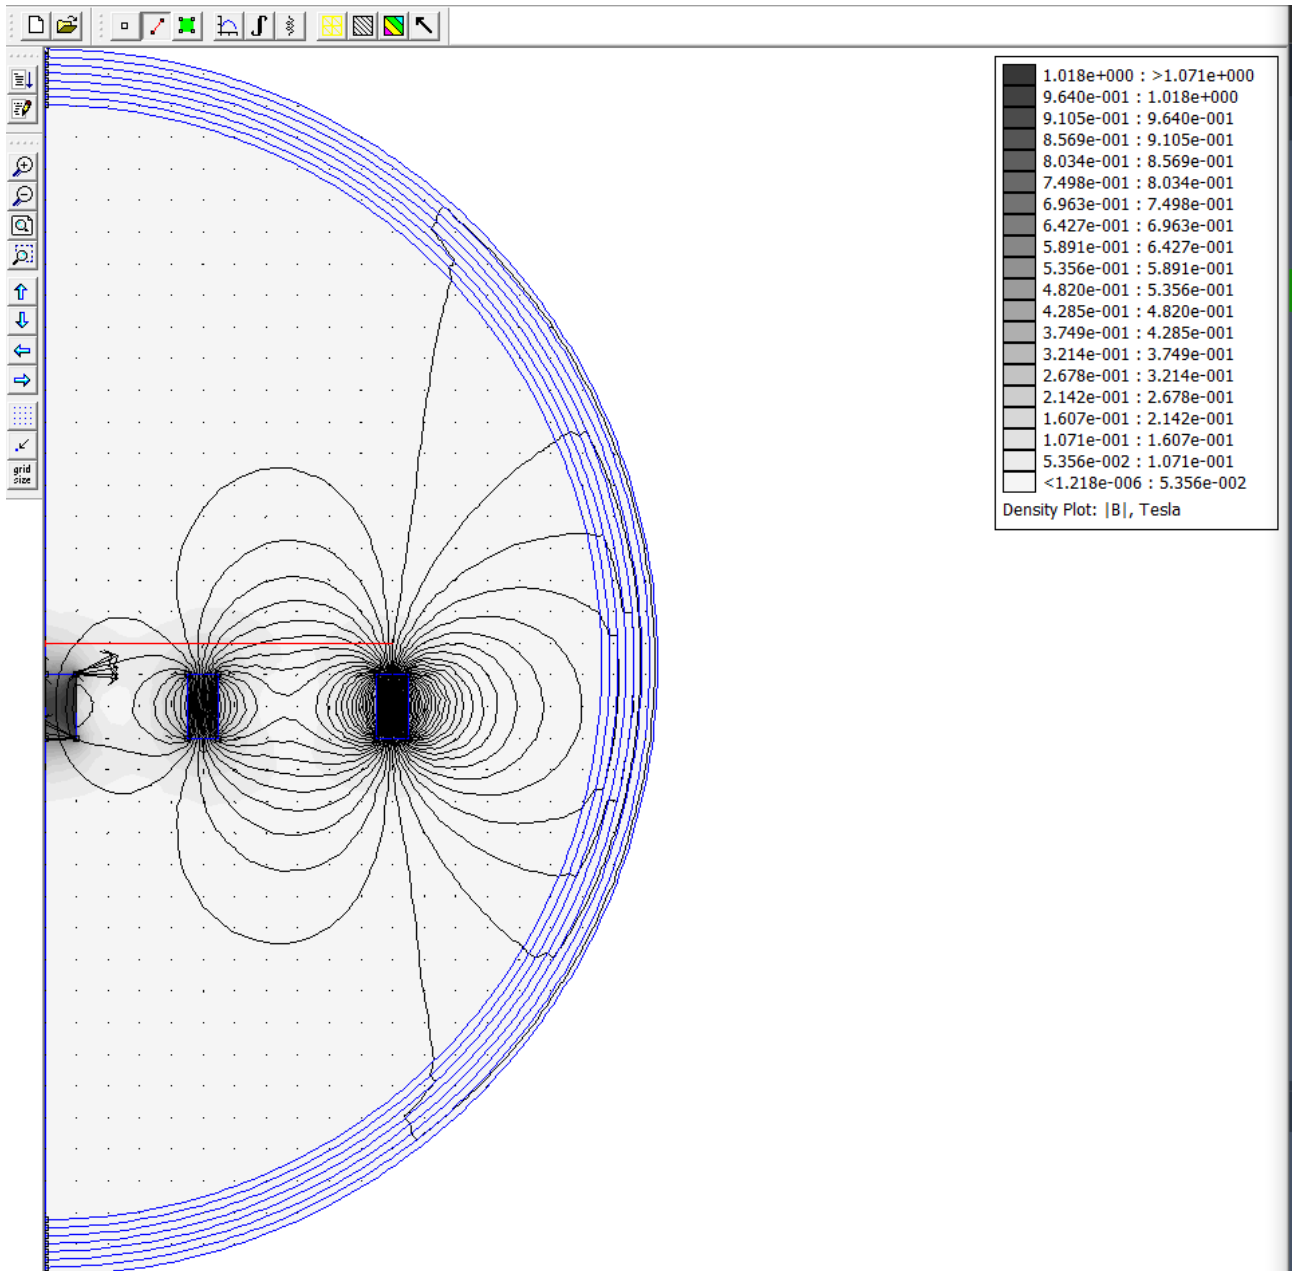 1.018e+000 : >1.071e+000
9.640e-001 : 1.018e+000
9.105e-001 : 9.640e-001
8.569e-001 : 9.105e-001
8.034e-001 : 8.569e-001
7.498e-001 : 8.034e-001
6.963e-001 : 7.498e-001
6.427e-001 : 6.963e-001
5.891e-001 : 6.427e-001
5.356e-001 : 5.891e-001
4.820e-001 : 5.356e-001
4.285e-001 : 4.820e-001
3.749e-001 : 4.285e-001
3.214e-001 : 3.749e-001
2.678e-001 : 3.214e-001
2.142e-001 : 2.678e-001
1.607e-001 : 2.142e-001
1.071e-001 : 1.607e-001
5.356e-002 : 1.071e-001
<1.218e-006 : 5.356e-002
Density Plot: |B|, Tesla
grid
size